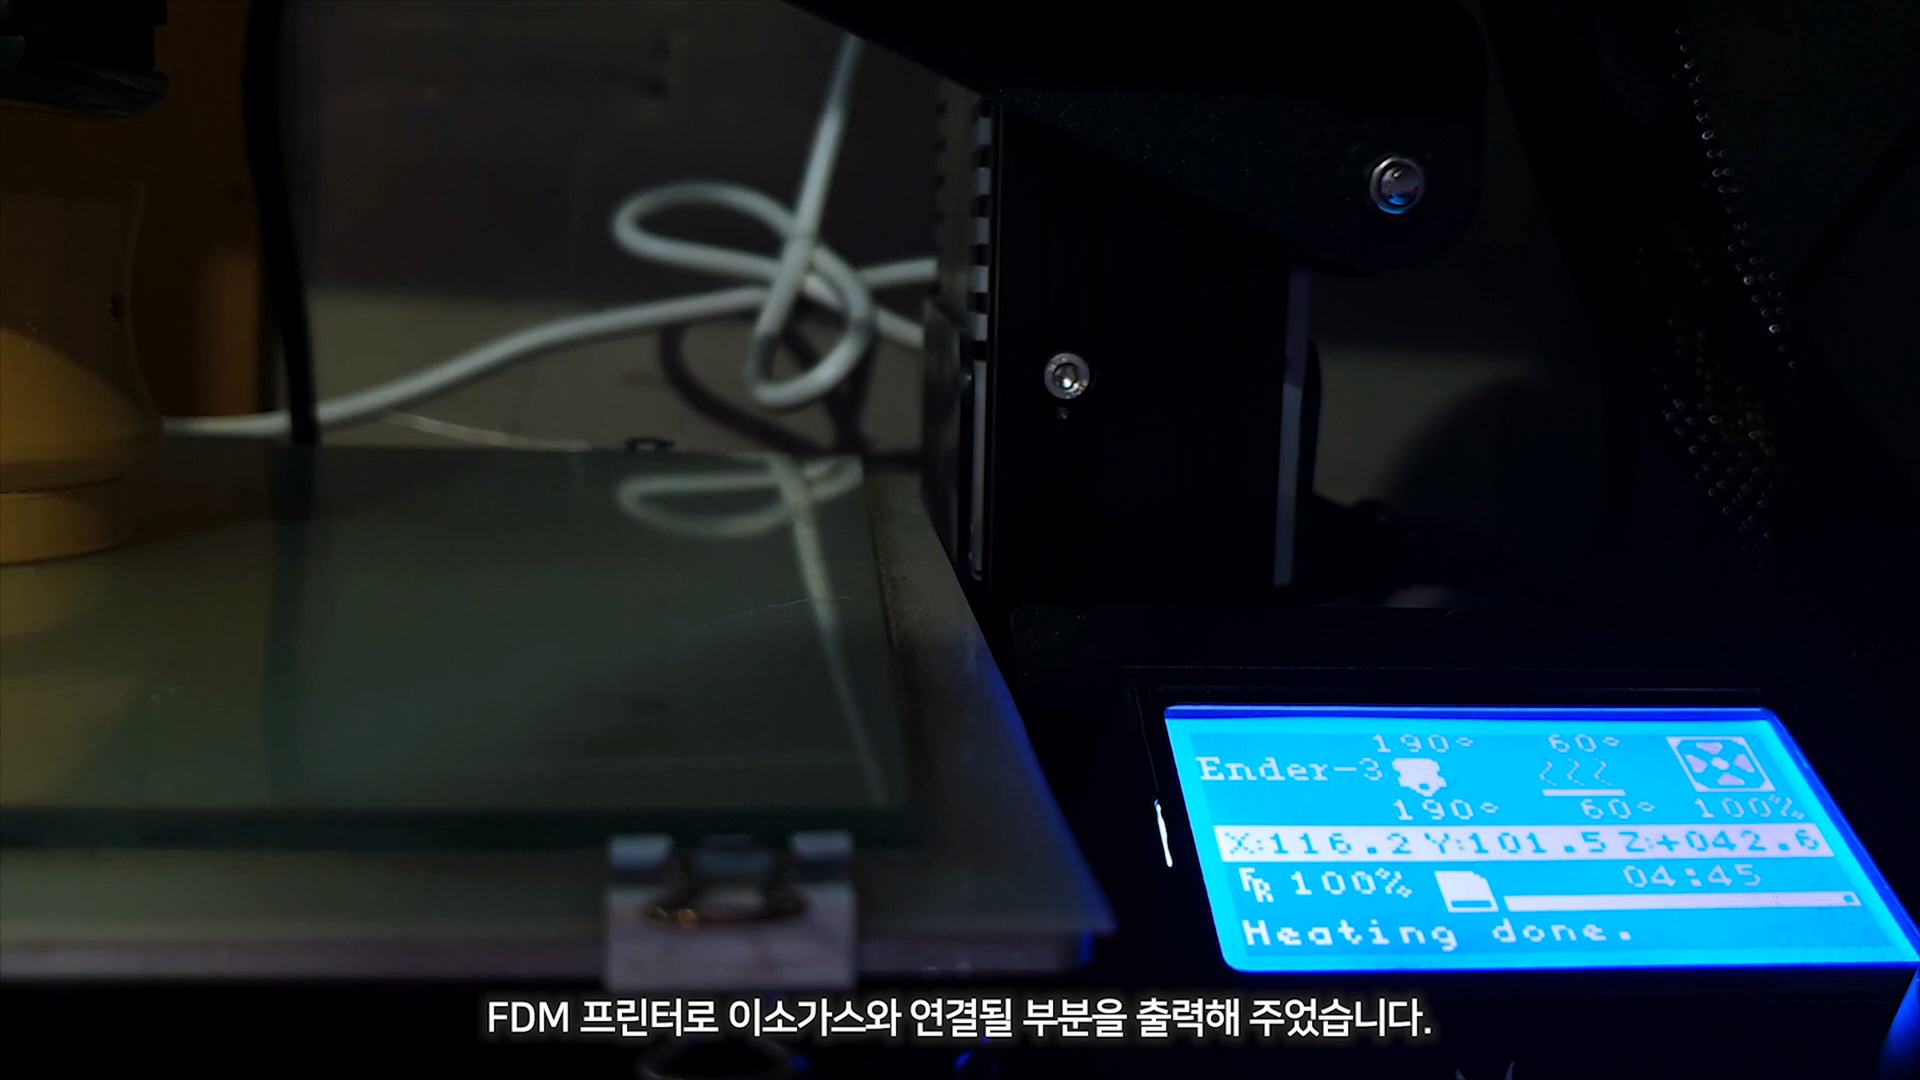 190° 60°
Ender-3
190° 60° 100%
X:116.2 Y:101.5 Z:+042.6
FR 100% 04:45
Heating done.
FDM 프린터로 이소가스와 연결될 부분을 출력해 주었습니다.